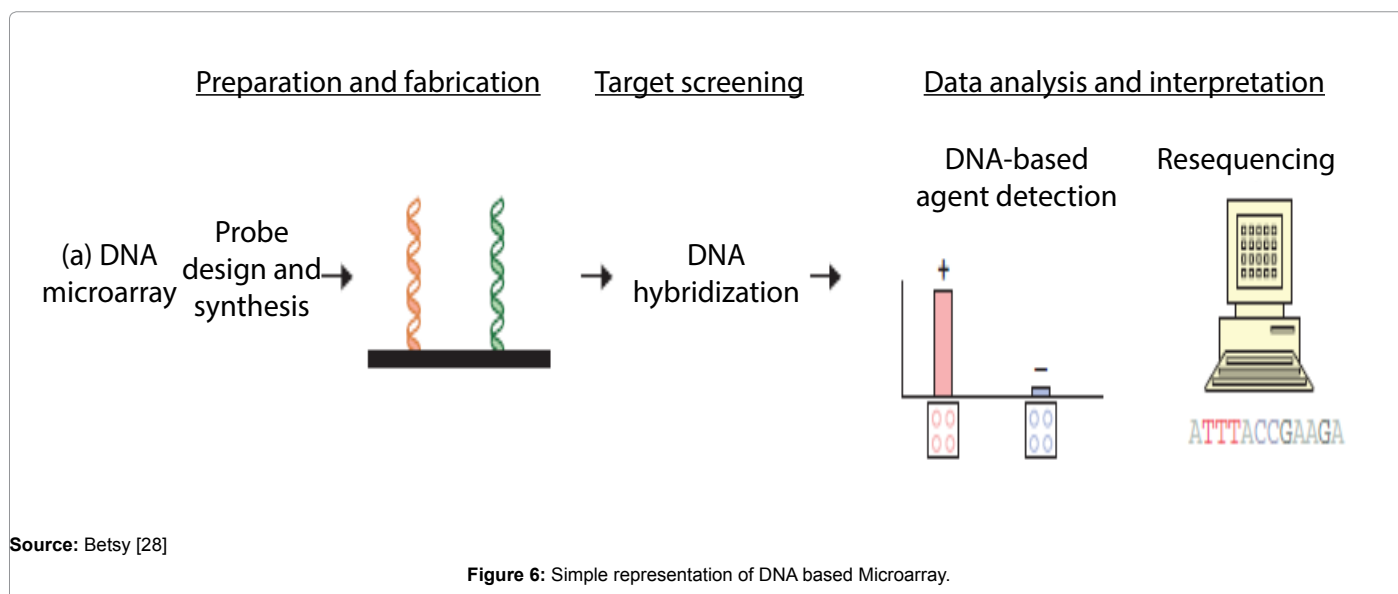 Preparation and fabrication
Target screening
Data analysis and interpretation
(a) DNA
microarray
Probe
design and
synthesis
DNA
hybridization
DNA-based
agent detection
+
−
Resequencing
ATTTACCGAAGA
Source: Betsy [28]
Figure 6: Simple representation of DNA based Microarray.